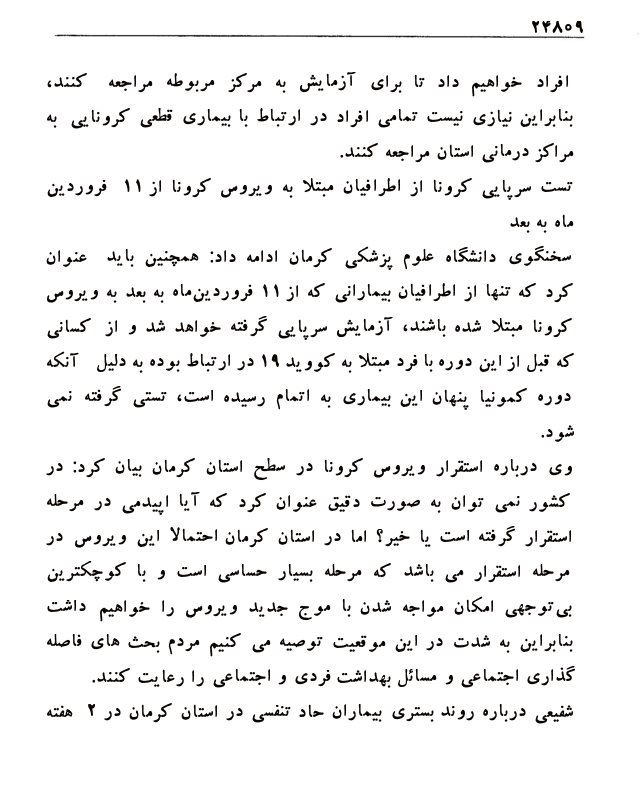 ۲۴۸۰۹
افراد خواهیم داد تا برای آزمایش به مرکز مربوطه مراجعه کنند،
بنابراین نیازی نیست تمامی افراد در ارتباط با بیماری قطعی کرونایی به
مراکز درمانی استان مراجعه کنند.
تست سرپایی کرونا از اطرافیان مبتلا به ویروس کرونا از ۱۱ فروردین
ماه به بعد
سخنگوی دانشگاه علوم پزشکی کرمان ادامه داد: همچنین باید عنوان
کرد که تنها از اطرافیان بیمارانی که از ۱۱ فروردین‌ماه به بعد به ویروس
کرونا مبتلا شده باشند، آزمایش سرپایی گرفته خواهد شد و از کسانی
که قبل از این دوره با فرد مبتلا به کووید ۱۹ در ارتباط بوده به دلیل آنکه
دوره کمونیا پنهان این بیماری به اتمام رسیده است، تستی گرفته نمی
شود.
وی درباره استقرار ویروس کرونا در سطح استان کرمان بیان کرد: در
کشور نمی توان به صورت دقیق عنوان کرد که آیا اپیدمی در مرحله
استقرار گرفته است یا خیر؟ اما در استان کرمان احتمالا این ویروس در
مرحله استقرار می باشد که مرحله بسیار حساسی است و با کوچکترین
بی‌توجهی امکان مواجه شدن با موج جدید ویروس را خواهیم داشت
بنابراین به شدت در این موقعیت توصیه می کنیم مردم بحث های فاصله
گذاری اجتماعی و مسائل بهداشت فردی و اجتماعی را رعایت کنند.
شفیعی درباره روند بستری بیماران حاد تنفسی در استان کرمان در ۲ هفته